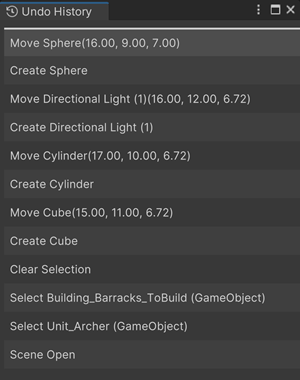 Undo History
Move Sphere(16.00, 9.00, 7.00)
Create Sphere
Move Directional Light (1)(16.00, 12.00, 6.72)
Create Directional Light (1)
Move Cylinder(17.00, 10.00, 6.72)
Create Cylinder
Move Cube(15.00, 11.00, 6.72)
Create Cube
Clear Selection
Select Building_Barracks_ToBuild (GameObject)
Select Unit_Archer (GameObject)
Scene Open